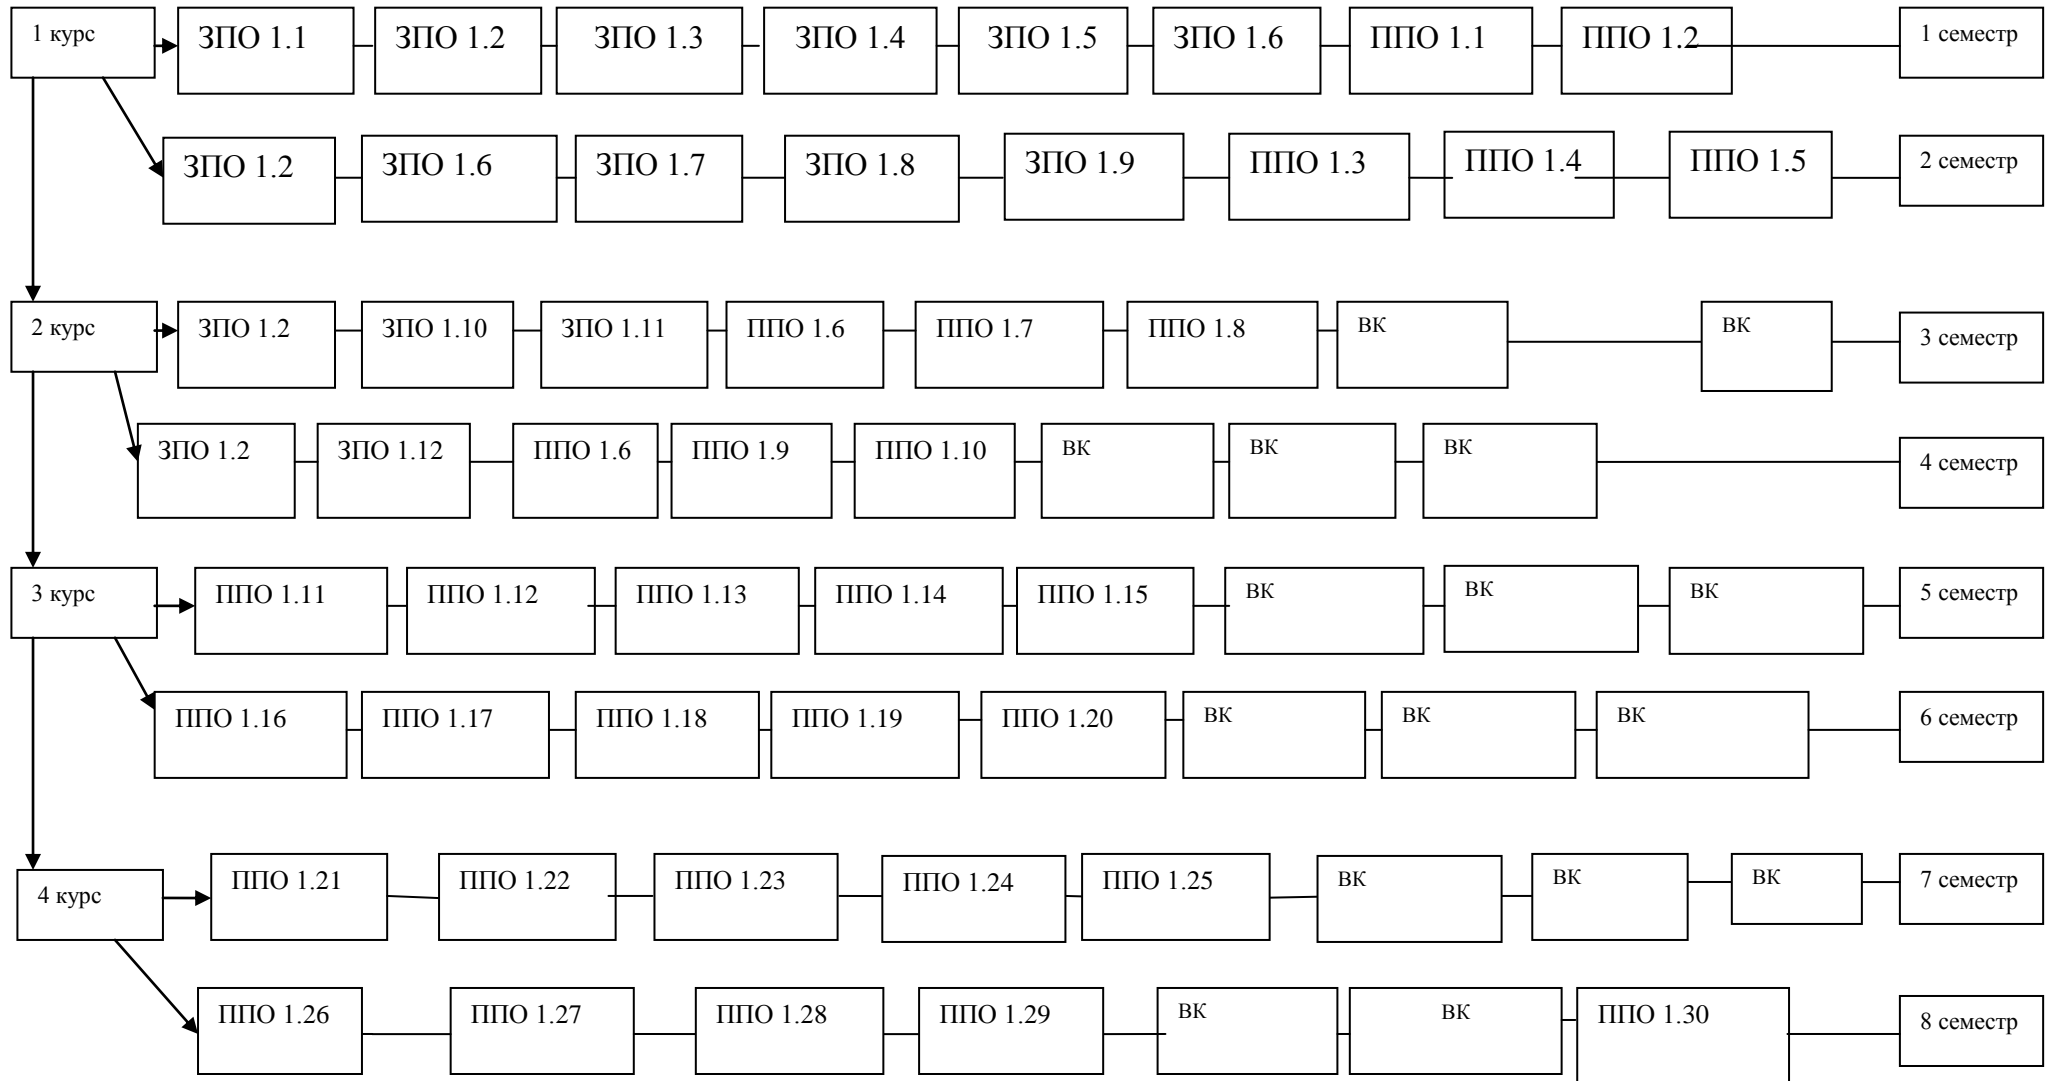 1 курс
ЗПО 1.1
ЗПО 1.2
ЗПО 1.3
ЗПО 1.4
ЗПО 1.5
ЗПО 1.6
ППО 1.1
ППО 1.2
1 семестр
ЗПО 1.2
ЗПО 1.6
ЗПО 1.7
ЗПО 1.8
ЗПО 1.9
ППО 1.3
ППО 1.4
ППО 1.5
2 семестр
2 курс
ЗПО 1.2
ЗПО 1.10
ЗПО 1.11
ППО 1.6
ППО 1.7
ППО 1.8
ВК
ВК
3 семестр
ЗПО 1.2
ЗПО 1.12
ППО 1.6
ППО 1.9
ППО 1.10
ВК
ВК
ВК
4 семестр
3 курс
ППО 1.11
ППО 1.12
ППО 1.13
ППО 1.14
ППО 1.15
ВК
ВК
ВК
5 семестр
ППО 1.16
ППО 1.17
ППО 1.18
ППО 1.19
ППО 1.20
ВК
ВК
ВК
6 семестр
4 курс
ППО 1.21
ППО 1.22
ППО 1.23
ППО 1.24
ППО 1.25
ВК
ВК
ВК
7 семестр
ППО 1.26
ППО 1.27
ППО 1.28
ППО 1.29
ВК
ВК
ППО 1.30
8 семестр